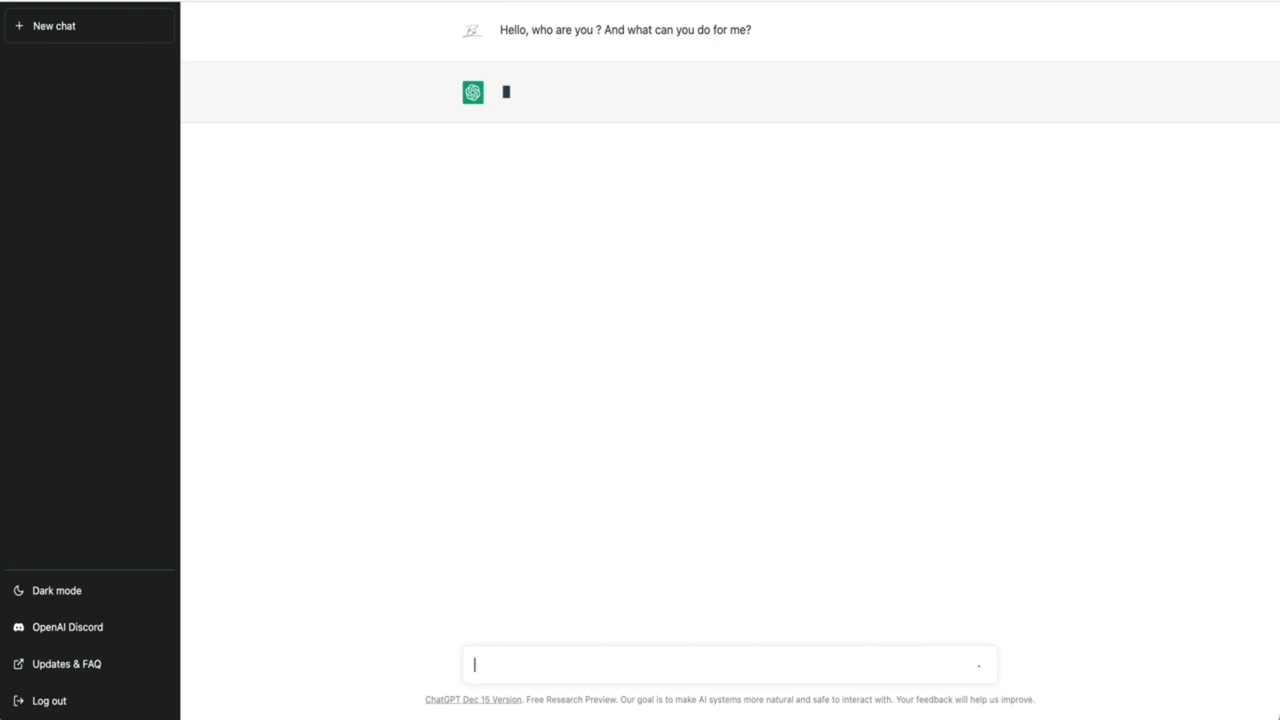 New chat
Hello, who are you ? And what can you do for me?
Dark mode
OpenAI Discord
Updates & FAQ
Log out
ChatGPT Dec 15 Version. Free Research Preview. Our goal is to make AI systems more natural and safe to interact with. Your feedback will help us improve.